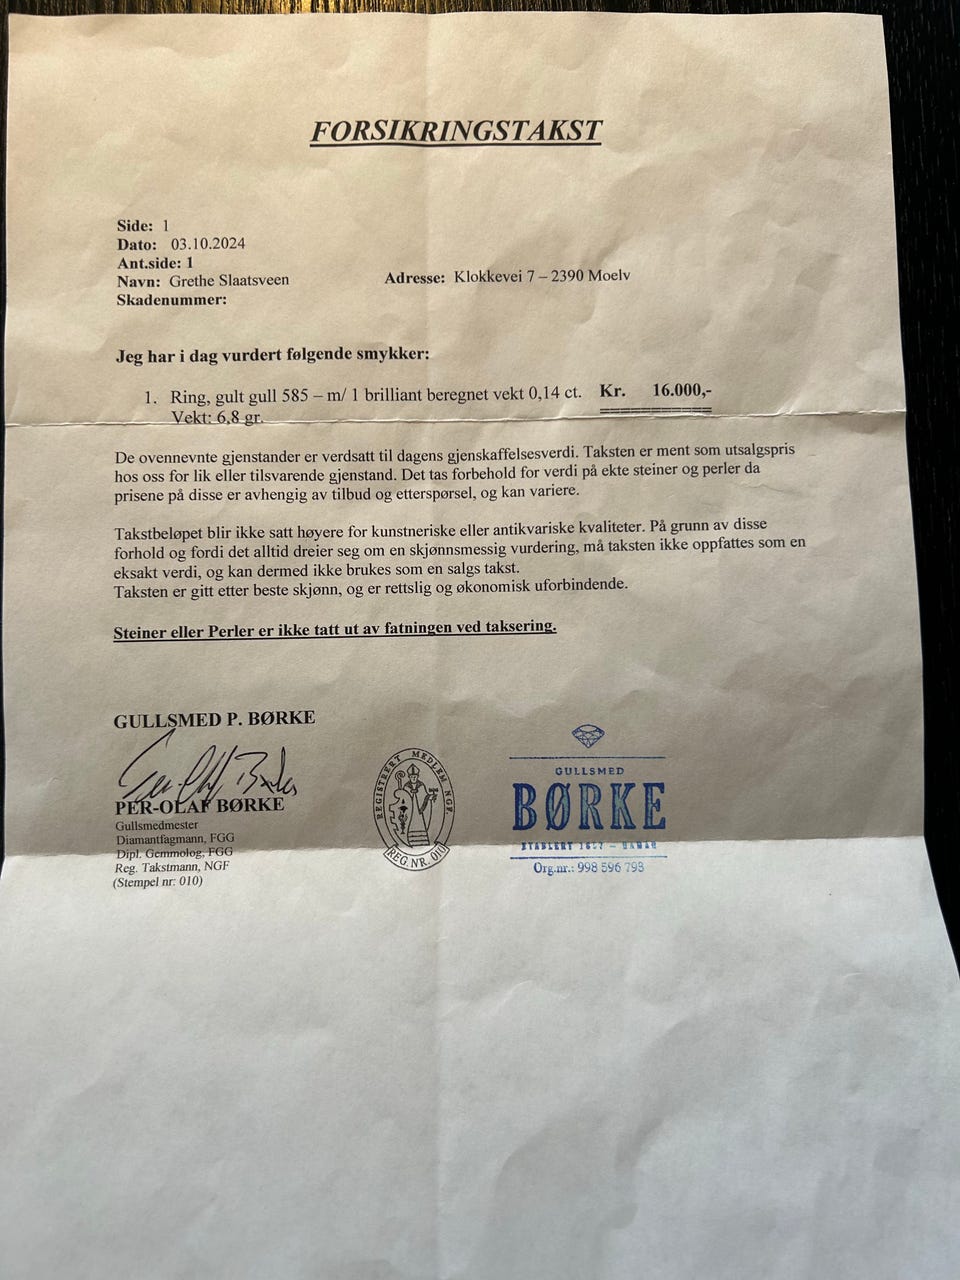 FORSIKRINGSTAKST
Side: 1
Dato: 03.10.2024
Ant.side: 1
Navn: Grethe Slaatsveen Adresse: Klokkevei 7 – 2390 Moelv
Skadenummer:
Jeg har i dag vurdert følgende smykker:
1. Ring, gult gull 585 – m/ 1 brilliant beregnet vekt 0,14 ct. Kr. 16.000,-
Vekt: 6,8 gr.
De ovennevnte gjenstander er verdsatt til dagens gjenskaffelsesverdi. Taksten er ment som utsalgspris
hos oss for lik eller tilsvarende gjenstand. Det tas forbehold for verdi på ekte steiner og perler da
prisene på disse er avhengig av tilbud og etterspørsel, og kan variere.
Takstbeløpet blir ikke satt høyere for kunstneriske eller antikvariske kvaliteter. På grunn av disse
forhold og fordi det alltid dreier seg om en skjønnsmessig vurdering, må taksten ikke oppfattes som en
eksakt verdi, og kan dermed ikke brukes som en salgs takst.
Taksten er gitt etter beste skjønn, og er rettslig og økonomisk uforbindende.
Steiner eller Perler er ikke tatt ut av fatningen ved taksering.
GULLSMED P. BØRKE
PER-OLAF BØRKE
Gullsmedmester
Diamantfagmann, FGG
Dipl. Gemmolog, FGG
Reg. Takstmann, NGF
(Stempel nr: 010)
REGISTRERT MEDLEM NGF.
REG. NR. 010
GULLSMED
BØRKE
ETABLERT – HAMAR
Org.nr.: 998 596 793